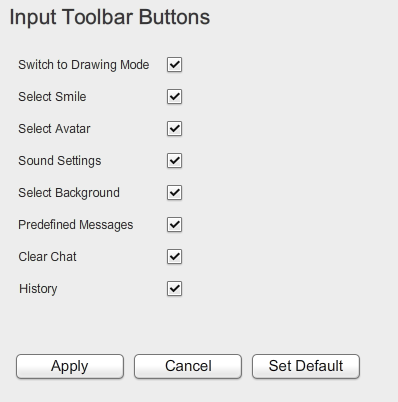 Input Toolbar Buttons
Switch to Drawing Mode
Select Smile
Select Avatar
Sound Settings
Select Background
Predefined Messages
Clear Chat
History
Apply Cancel Set Default